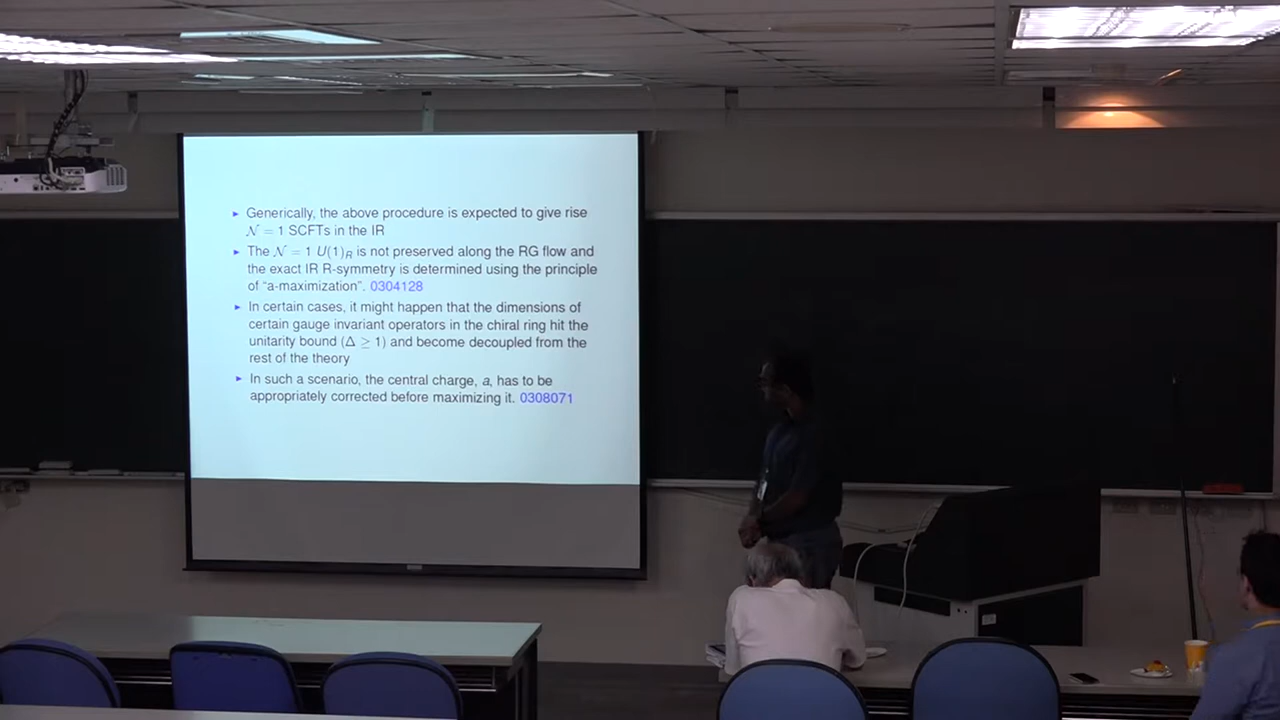 ▸ Generically, the above procedure is expected to give rise
𝒩 = 1 SCFTs in the IR
▸ The 𝒩 = 1 U(1)_R is not preserved along the RG flow and
the exact IR R-symmetry is determined using the principle
of “a-maximization”. 0304128
▸ In certain cases, it might happen that the dimensions of
certain gauge invariant operators in the chiral ring hit the
unitarity bound (Δ ≥ 1) and become decoupled from the
rest of the theory
▸ In such a scenario, the central charge, a, has to be
appropriately corrected before maximizing it. 0308071